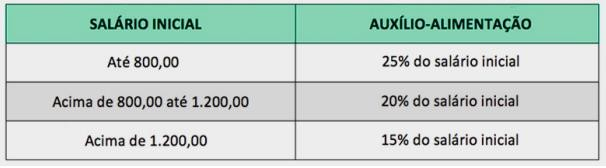 SALÁRIO INICIAL AUXÍLIO-ALIMENTAÇÃO
Até 800,00 25% do salário inicial
Acima de 800,00 até 1.200,00 20% do salário inicial
Acima de 1.200,00 15% do salário inicial